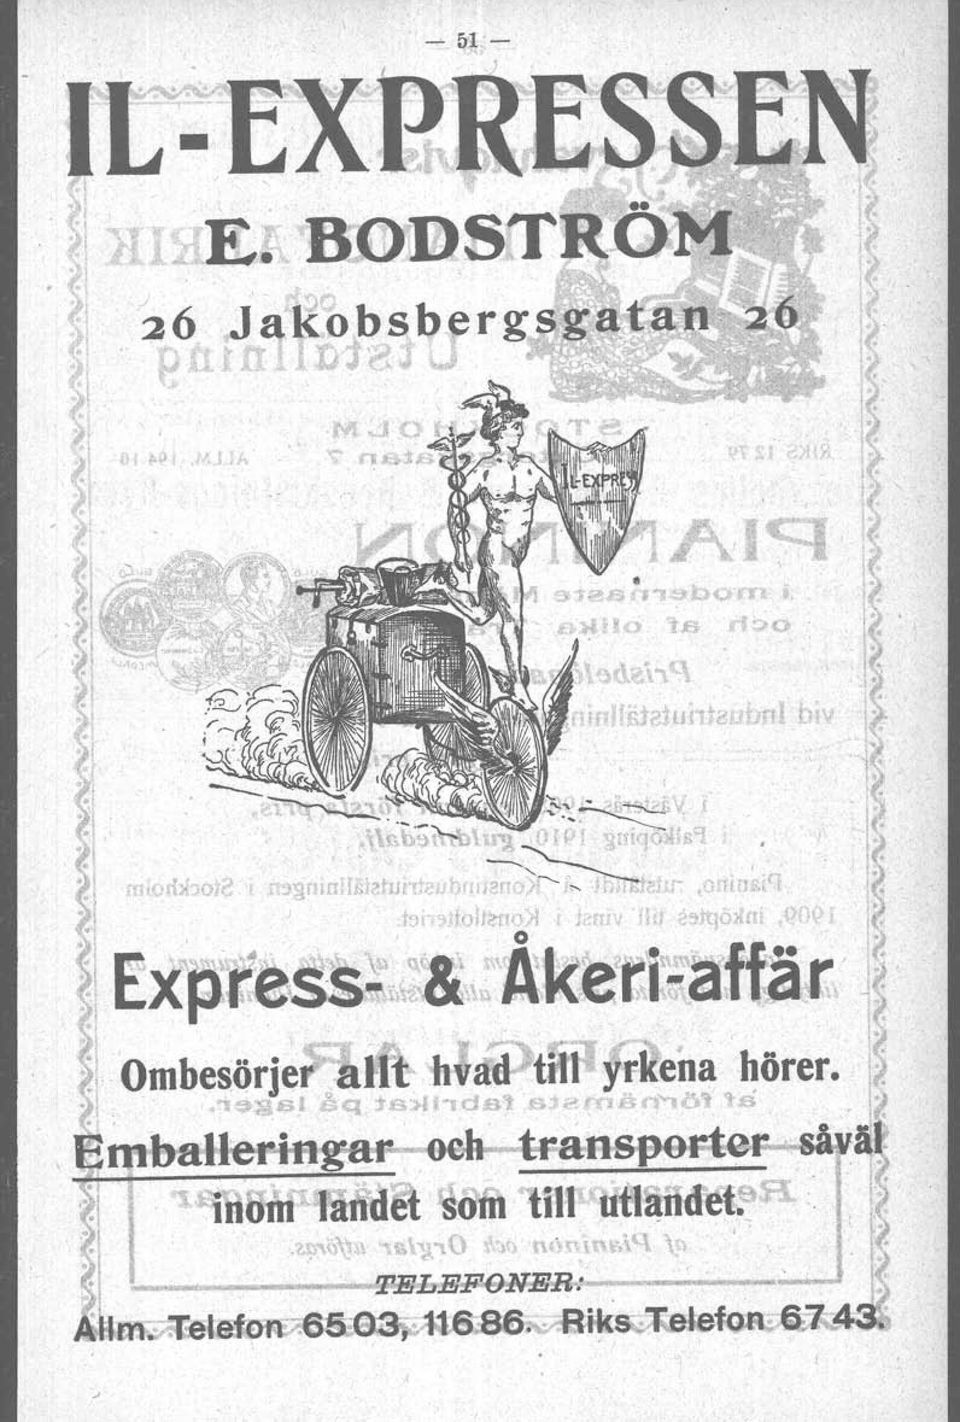 — 51 —
IL-EXPRESSEN
E. BODSTRÖM
26 Jakobsbergsgatan 26
IL-EXPRE
Express- & Åkeri-affär
Ombesörjer allt hvad till yrkena hörer.
Emballeringar och transporter såväl
inom landet som till utlandet.
TELEFONER:
Allm. Telefon 65 03, 116 86. Riks Telefon 67 43.